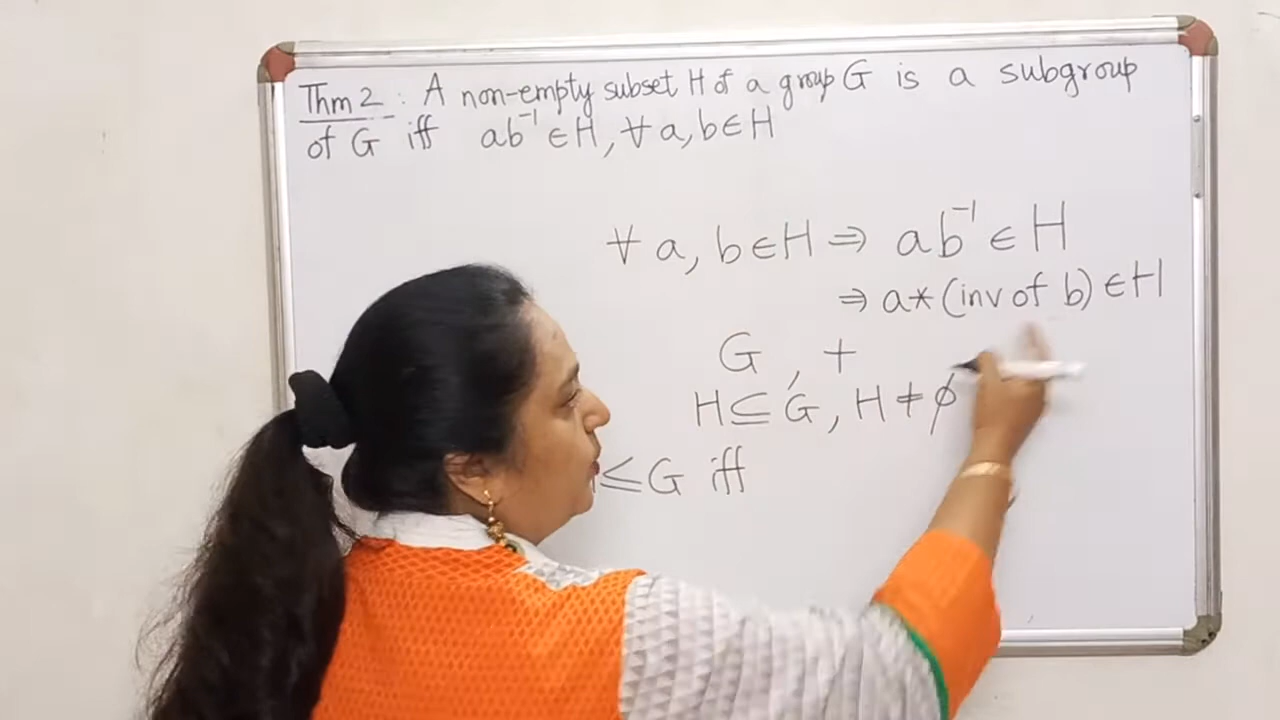 Thm 2 : A non-empty subset H of a group G is a subgroup
of G iff ab⁻¹ ∈ H, ∀ a, b ∈ H
∀ a, b ∈ H ⇒ ab⁻¹ ∈ H
⇒ a * (inv of b) ∈ H
G , +
H ⊆ G, H ≠ ϕ
≤ G iff